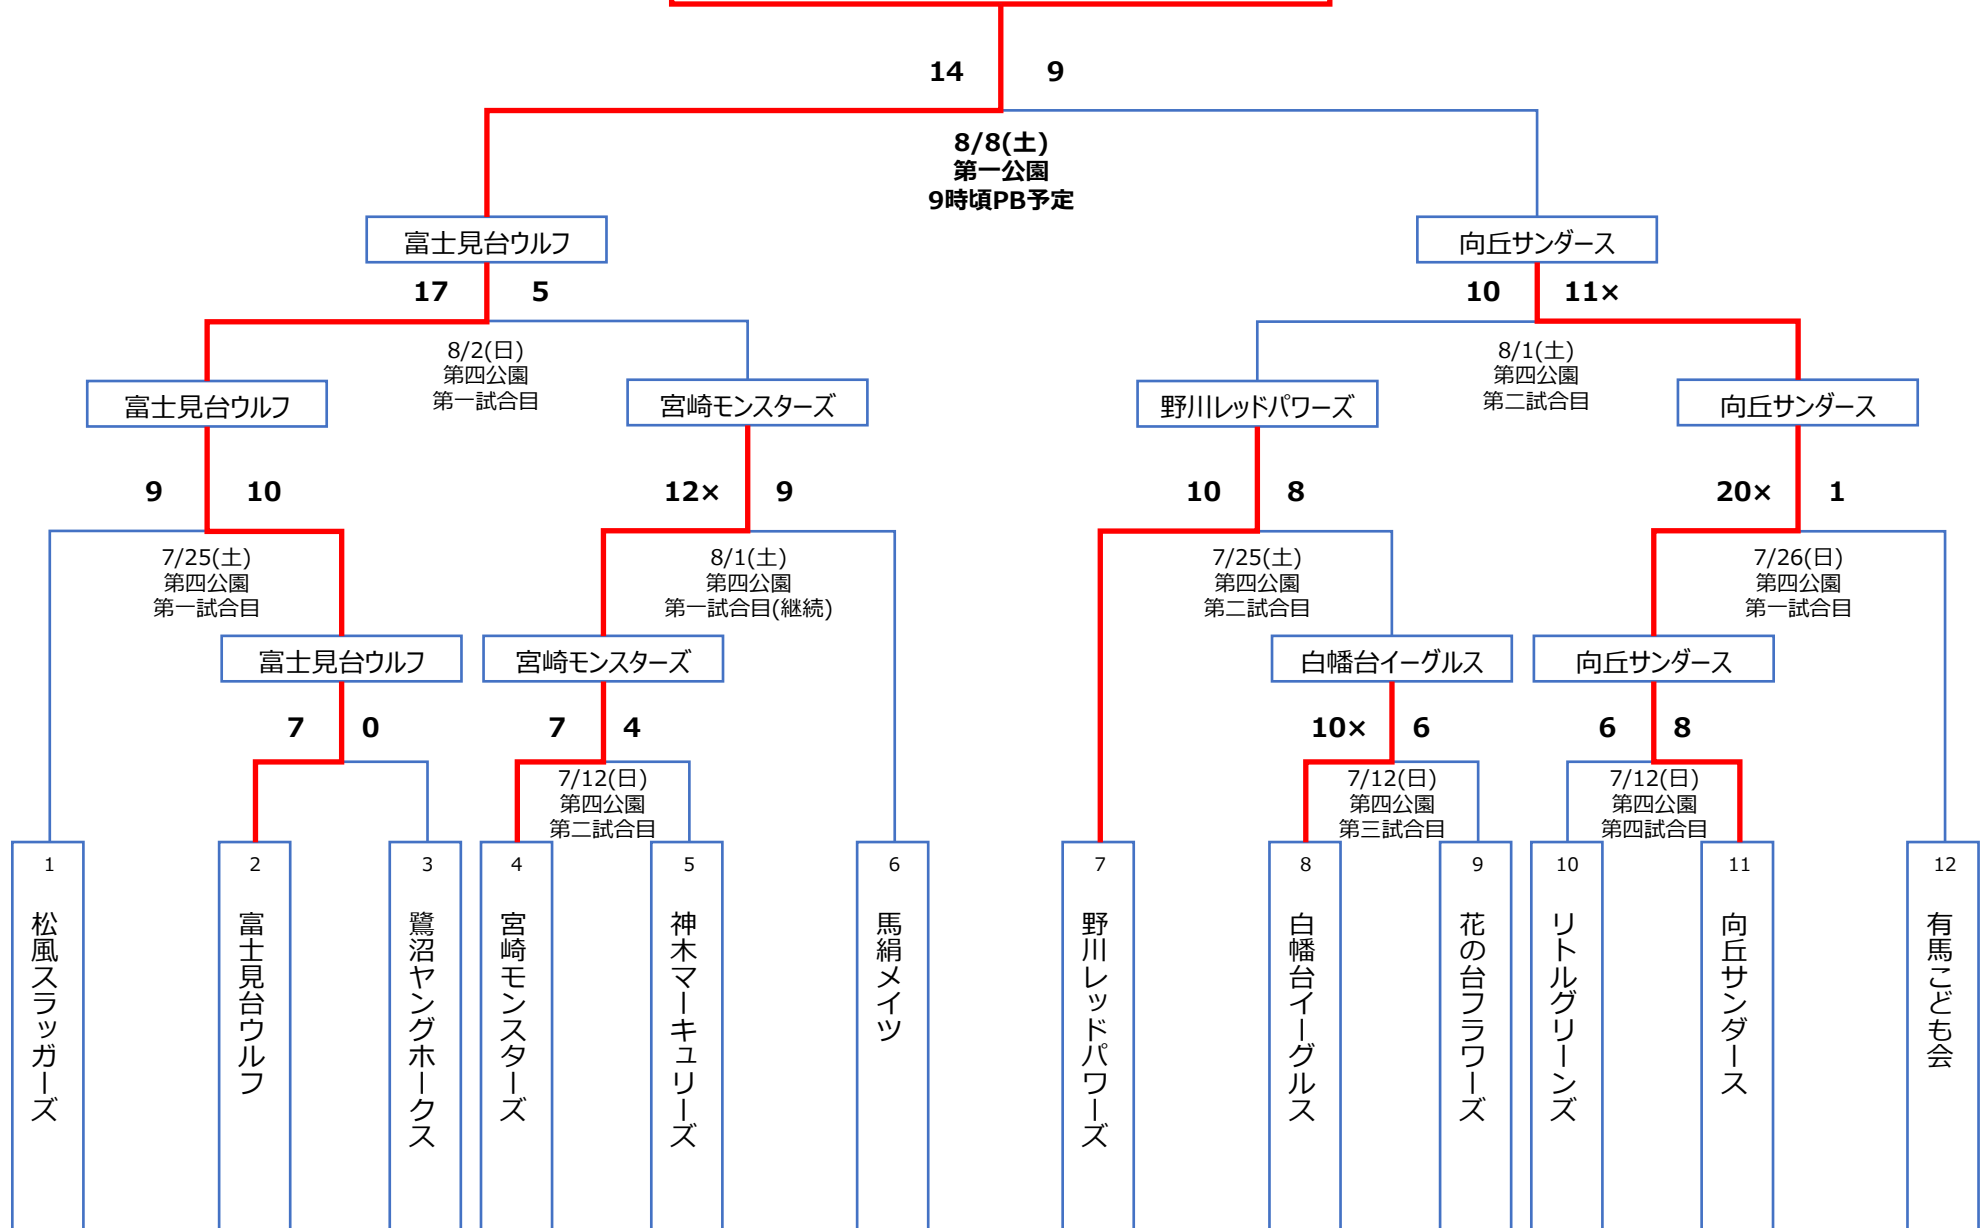 14 9
8/8(土)
第一公園
9時頃PB予定
富士見台ウルフ
向丘サンダース
17 5
10 11×
8/2(日)
第四公園
第一試合目
8/1(土)
第四公園
第二試合目
富士見台ウルフ
宮崎モンスターズ
野川レッドパワーズ
向丘サンダース
9 10
12× 9
10 8
20× 1
7/25(土)
第四公園
第一試合目
8/1(土)
第四公園
第一試合目(継続)
7/25(土)
第四公園
第二試合目
7/26(日)
第四公園
第一試合目
富士見台ウルフ
宮崎モンスターズ
白幡台イーグルス
向丘サンダース
7 0
7 4
10× 6
6 8
7/12(日)
第四公園
第二試合目
7/12(日)
第四公園
第三試合目
7/12(日)
第四公園
第四試合目
1
松風スラッガーズ
2
富士見台ウルフ
3
鷺沼ヤングホークス
4
宮崎モンスターズ
5
神木マーキュリーズ
6
馬絹メイツ
7
野川レッドパワーズ
8
白幡台イーグルス
9
花の台フラワーズ
10
リトルグリーンズ
11
向丘サンダース
12
有馬こども会